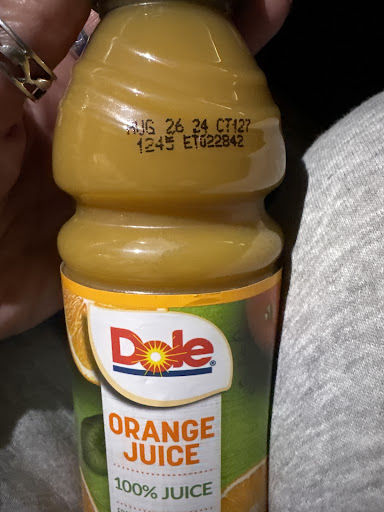 AUG 26 24 CT127
1245 ET022842
Dole
ORANGE
JUICE
100% JUICE